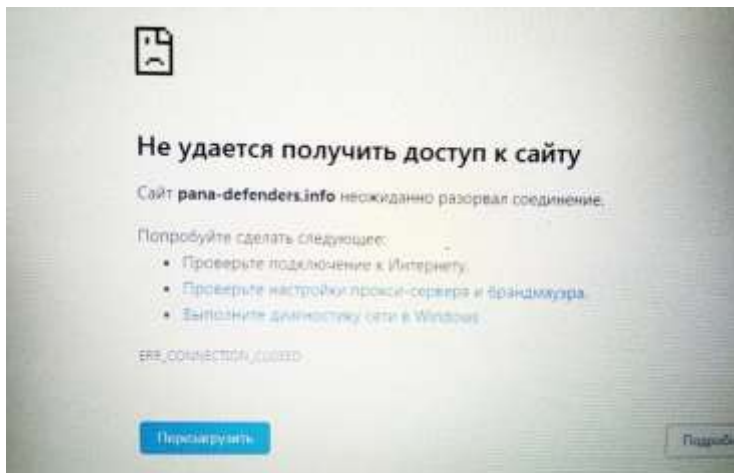 Не удается получить доступ к сайту
Сайт pana-defenders.info неожиданно разорвал соединение.
Попробуйте сделать следующее:
Проверьте подключение к Интернету.
Проверьте настройки прокси-сервера и брандмауэра.
Выполните диагностику сети в Windows
ERR_CONNECTION_CLOSED
Перезагрузить